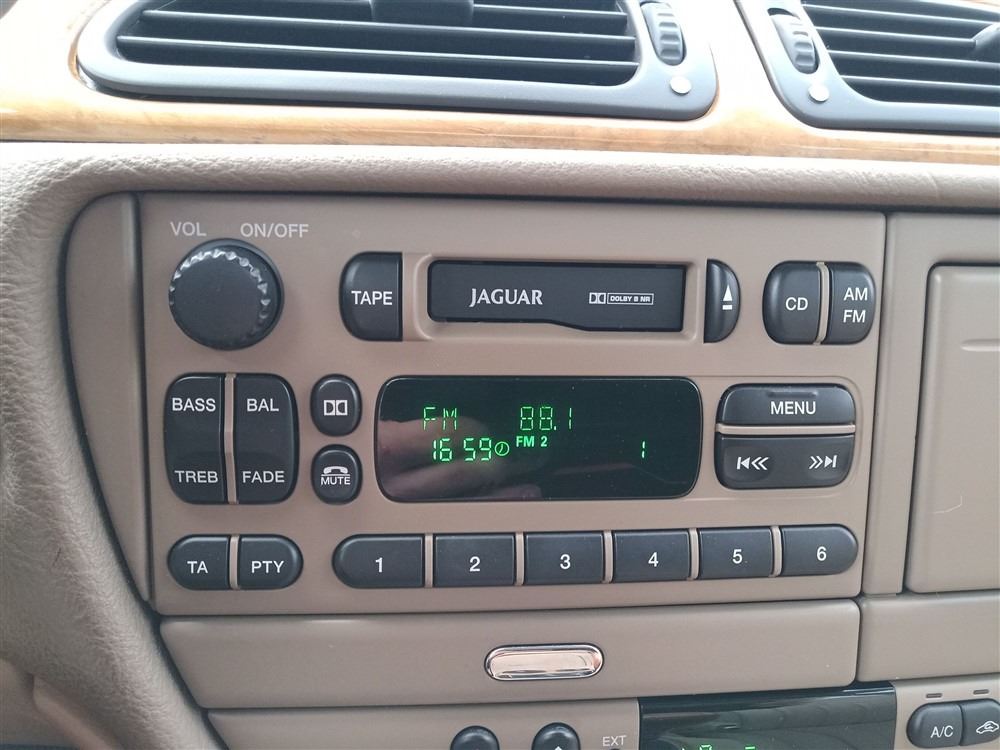 VOL ON/OFF
TAPE
JAGUAR
DOLBY B NR
CD
AM
FM
BASS BAL
TREB FADE
MUTE
FM 88.1
16 59 FM 2 1
MENU
TA PTY
1 2 3 4 5 6
EXT
A/C